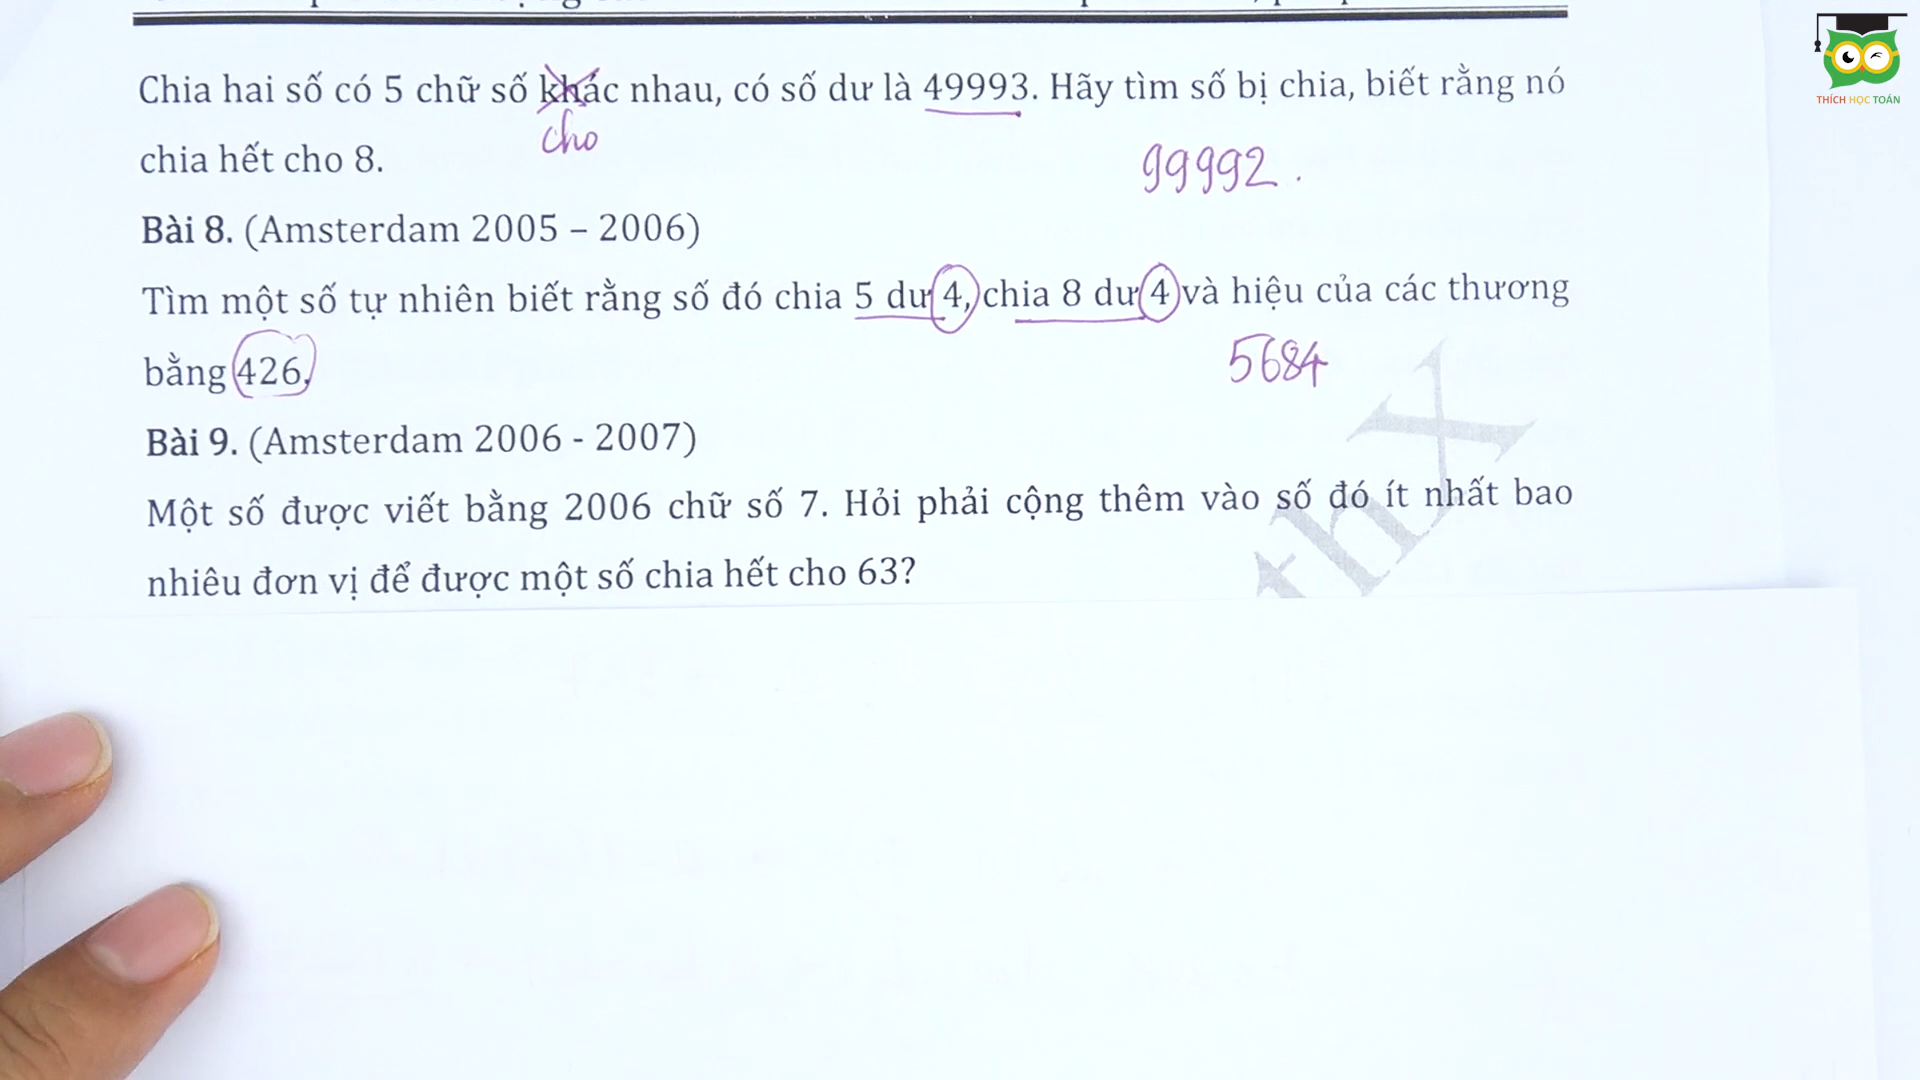 Chia hai số có 5 chữ số khác nhau, có số dư là 49993. Hãy tìm số bị chia, biết rằng nó
cho
chia hết cho 8.
99992.
Bài 8. (Amsterdam 2005 – 2006)
Tìm một số tự nhiên biết rằng số đó chia 5 dư 4, chia 8 dư 4 và hiệu của các thương
bằng 426.
5684
Bài 9. (Amsterdam 2006 - 2007)
Một số được viết bằng 2006 chữ số 7. Hỏi phải cộng thêm vào số đó ít nhất bao
nhiêu đơn vị để được một số chia hết cho 63?
thX
THÍCH HỌC TOÁN